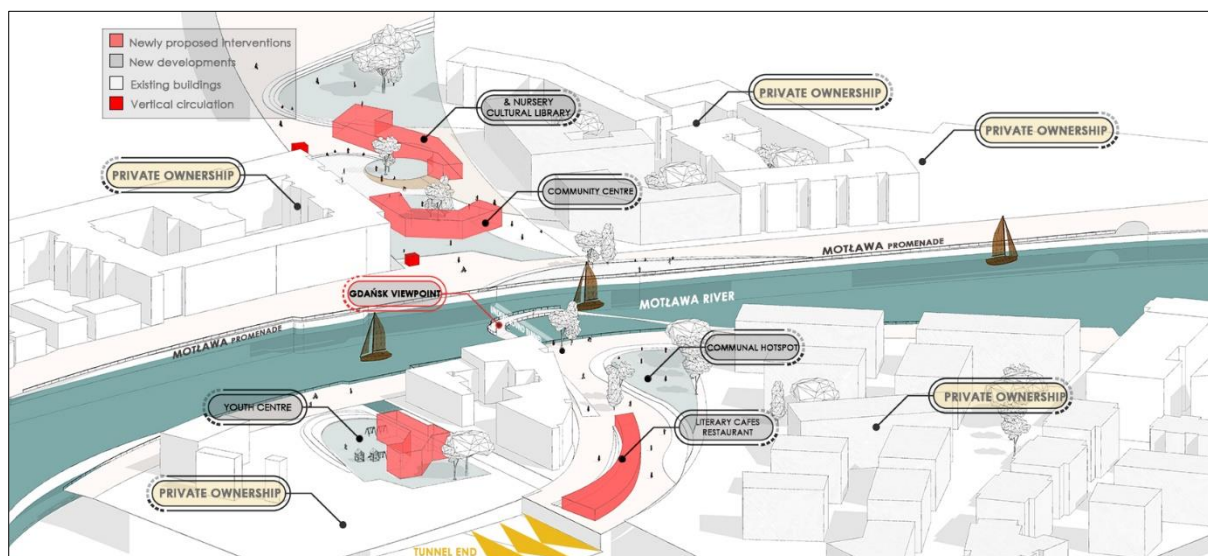 Newly proposed interventions
New developments
Existing buildings
Vertical circulation
& NURSERY
CULTURAL LIBRARY
PRIVATE OWNERSHIP
PRIVATE OWNERSHIP
PRIVATE OWNERSHIP
COMMUNITY CENTRE
MOTŁAWA PROMENADE
GDAŃSK VIEWPOINT
MOTŁAWA RIVER
MOTŁAWA PROMENADE
COMMUNAL HOTSPOT
YOUTH CENTRE
PRIVATE OWNERSHIP
LITERARY CAFES
RESTAURANT
PRIVATE OWNERSHIP
TUNNEL END